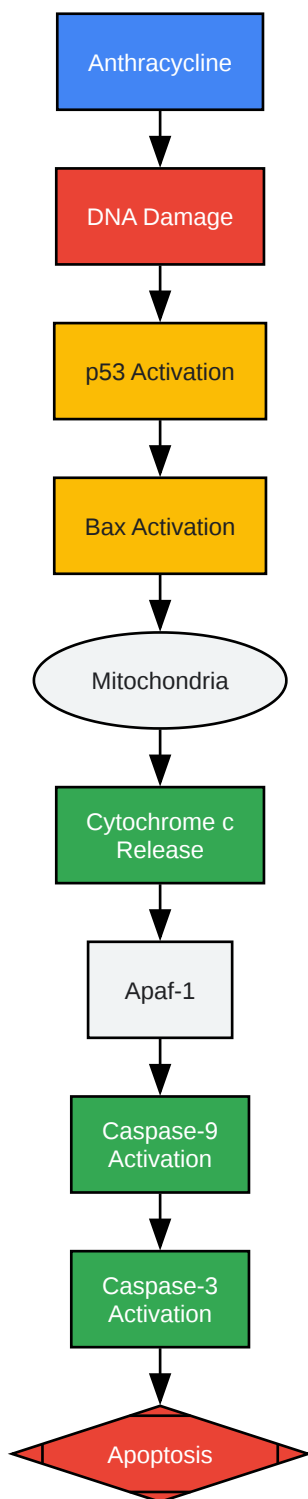 Anthracycline
DNA Damage
p53 Activation
Bax Activation
Mitochondria
Cytochrome c
Release
Apaf-1
Caspase-9
Activation
Caspase-3
Activation
Apoptosis